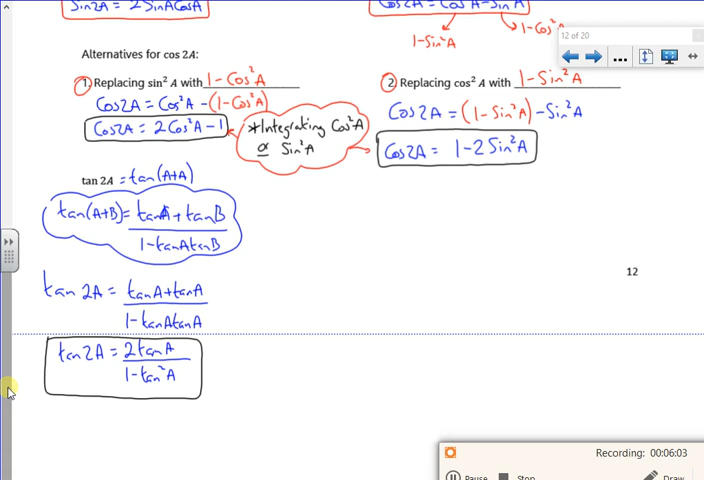 Sin2A = 2SinACosA
Cos2A = Cos²A - Sin²A
1-Sin²A
1-Cos²A
12 of 20
Alternatives for cos 2A:
1. Replacing sin² A with 1-Cos²A
Cos2A = Cos²A - (1-Cos²A)
Cos2A = 2Cos²A - 1
*Integrating Cos²A
or Sin²A
2. Replacing cos² A with 1-Sin²A
Cos2A = (1-Sin²A) - Sin²A
Cos2A = 1-2Sin²A
tan 2A = tan(A+A)
tan(A+B) = tanA + tanB
1-tanAtanB
12
tan 2A = tanA+tanA
1-tanAtanA
tan2A = 2tanA
1-tan²A
Recording: 00:06:03
Pause Stop Draw